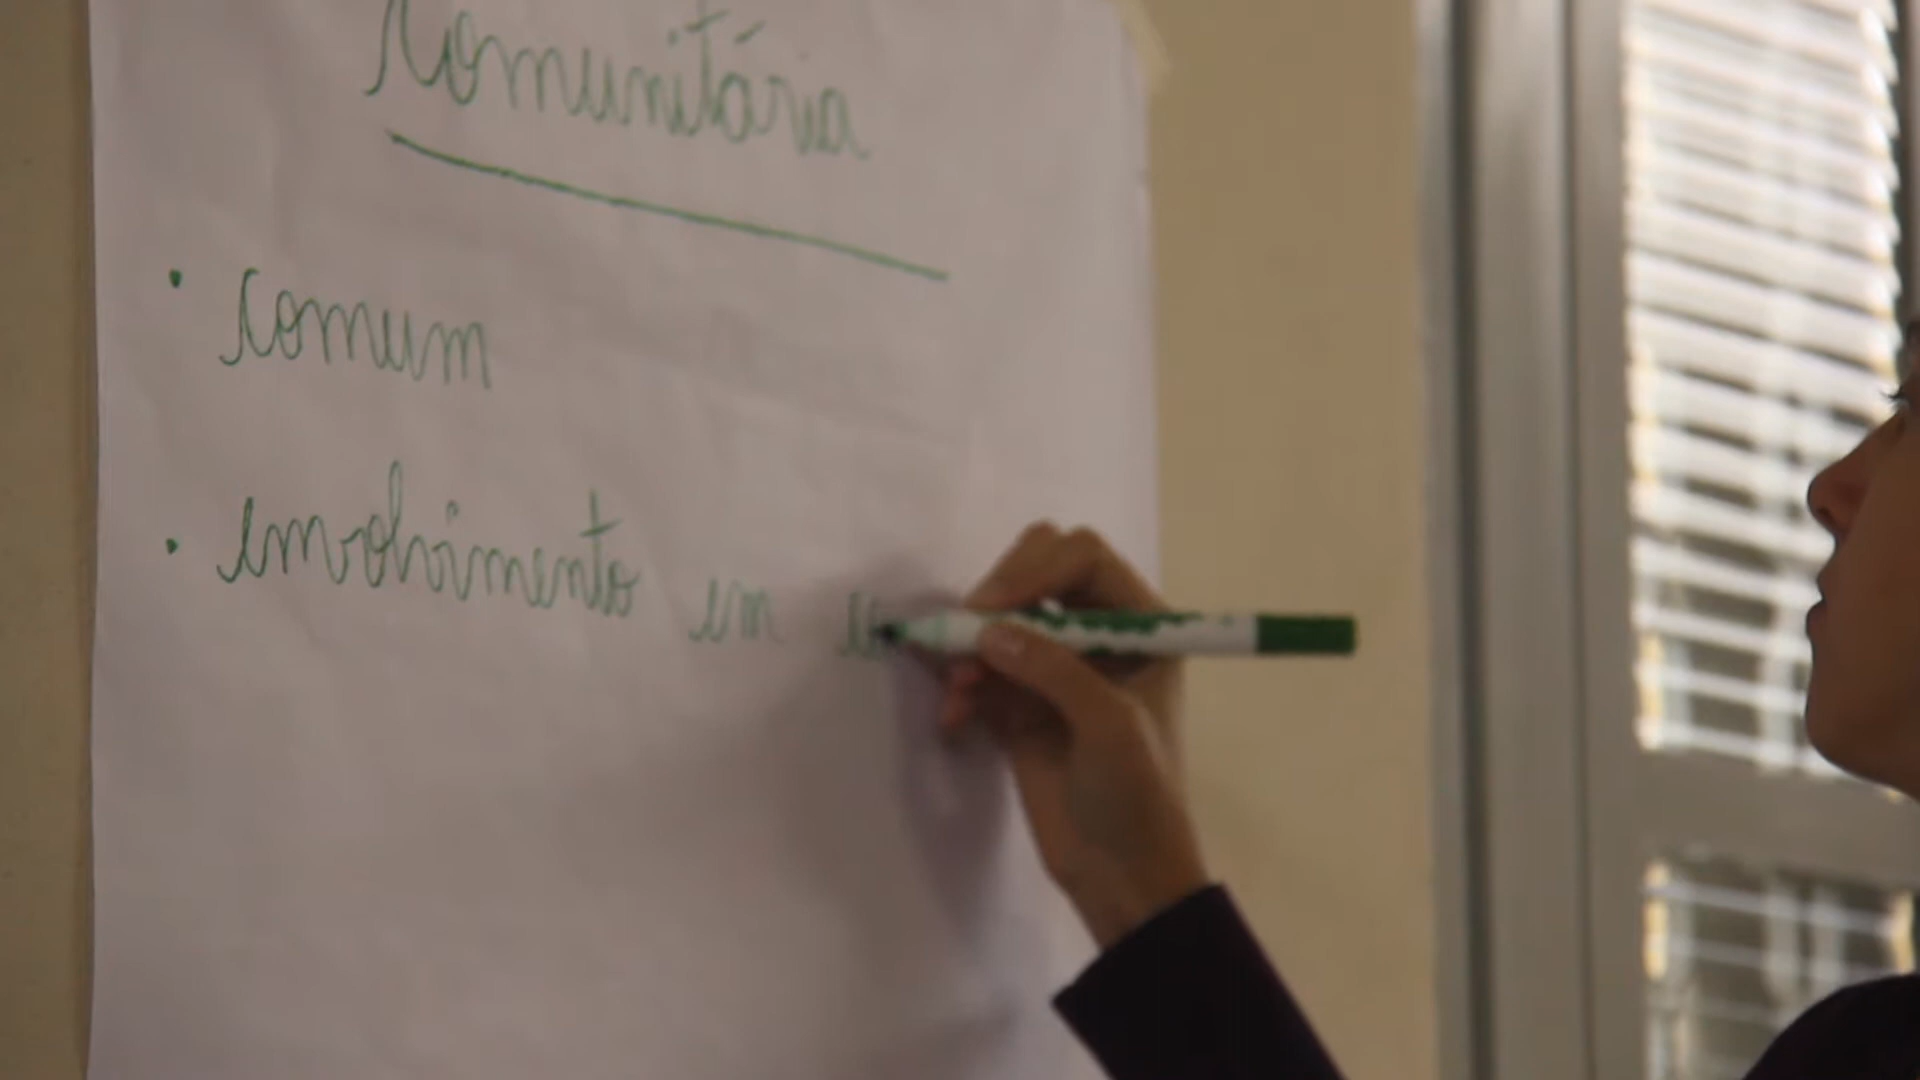 Comunitária
• comum
• envolvimento em